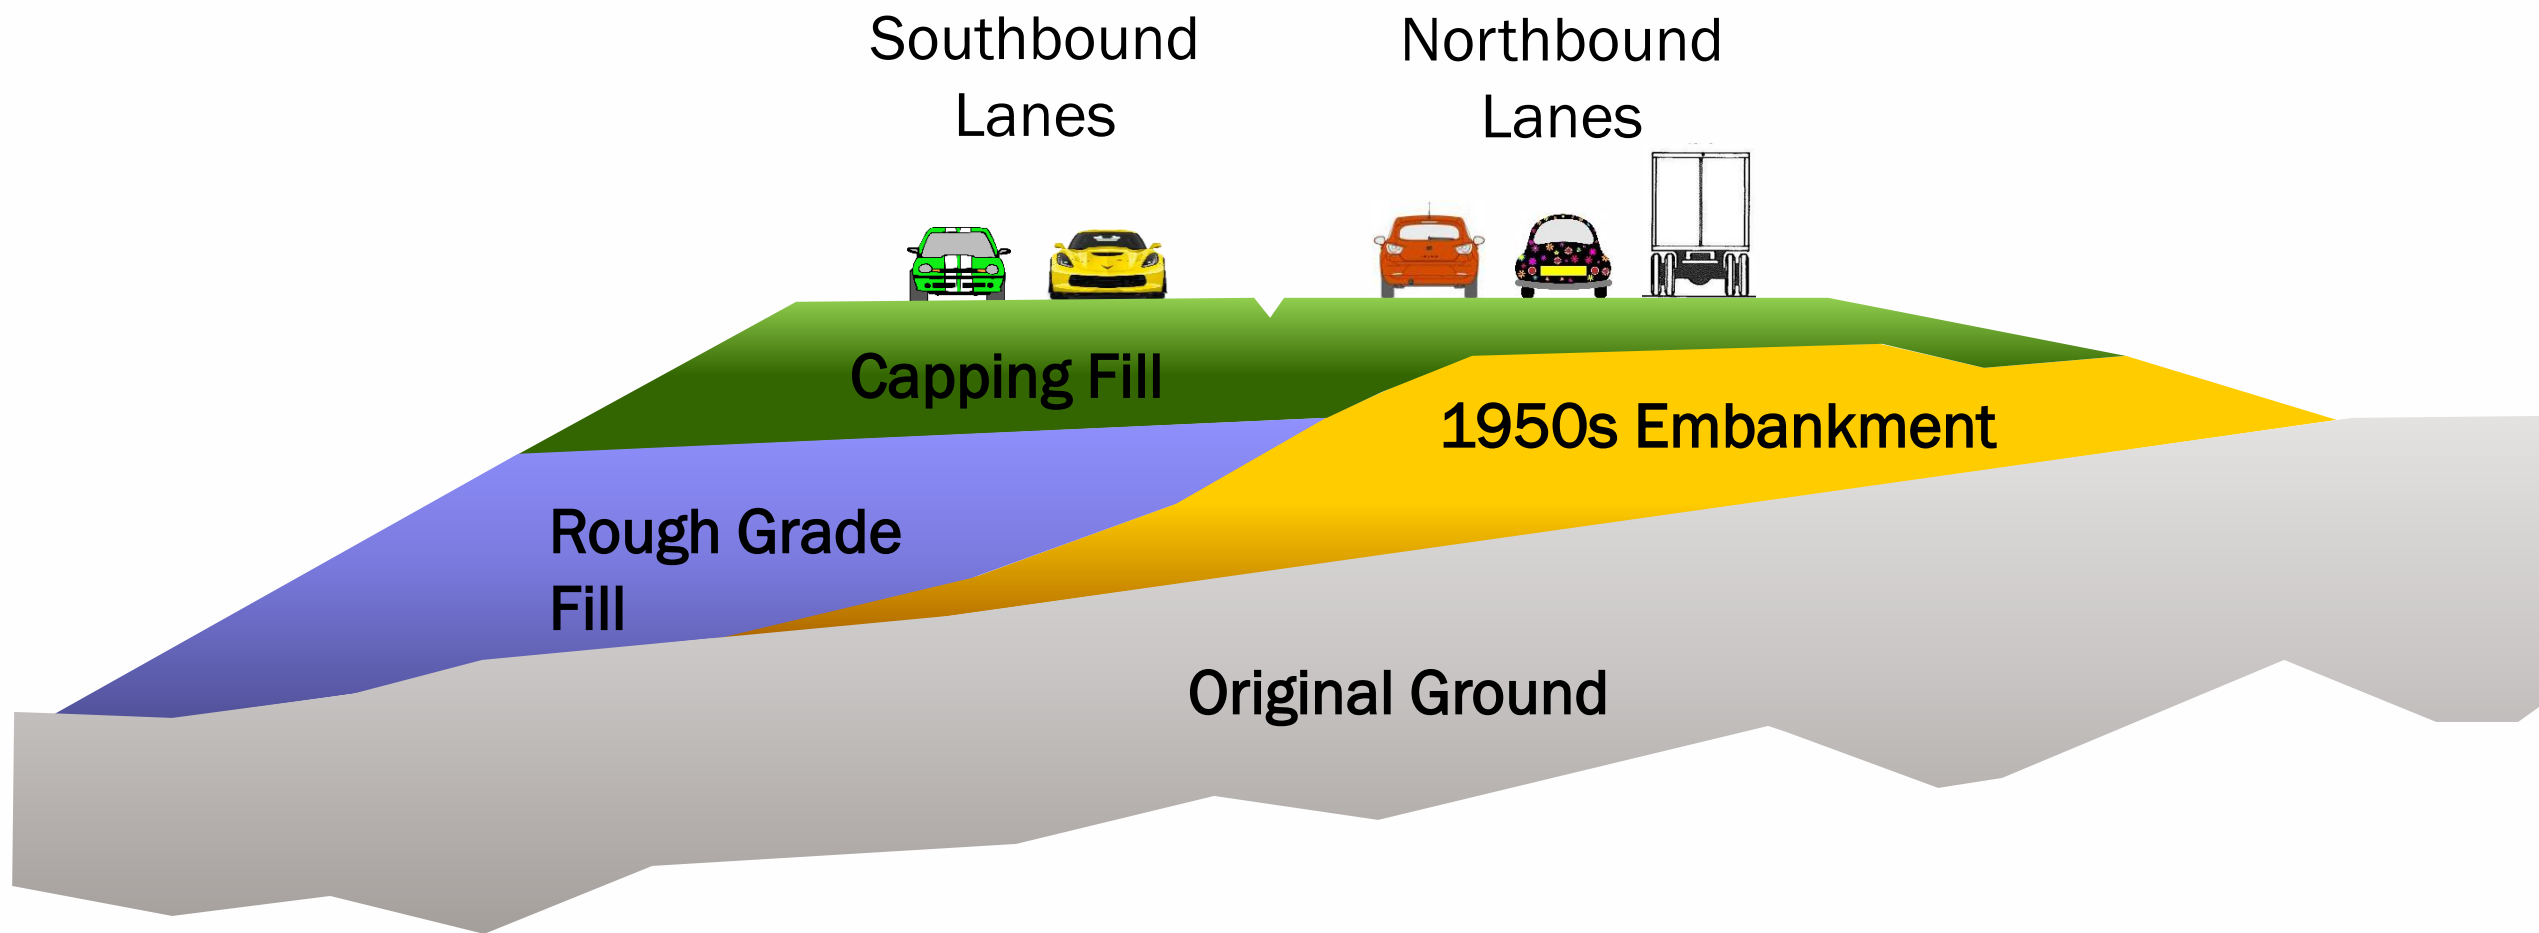 Southbound
Lanes
Northbound
Lanes
Capping Fill
1950s Embankment
Rough Grade
Fill
Original Ground